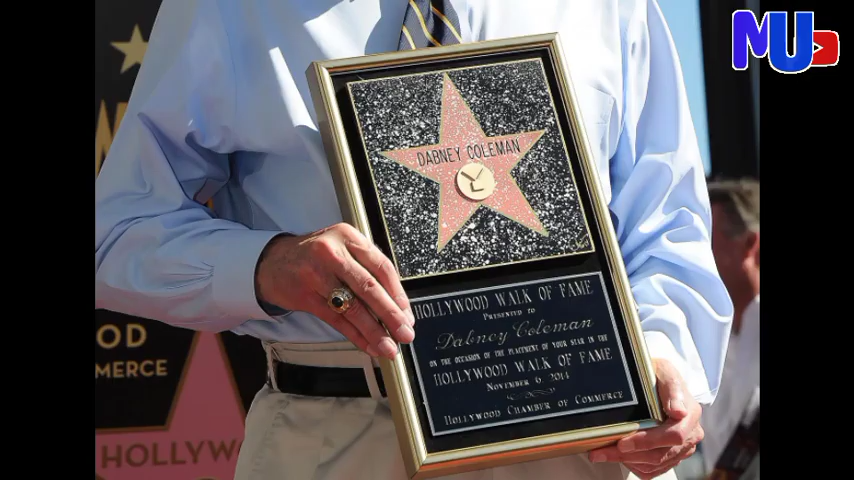 MU
DABNEY COLEMAN
HOLLYWOOD WALK OF FAME
PRESENTED TO
Dabney Coleman
ON THE OCCASION OF THE PLACEMENT OF YOUR STAR IN THE
HOLLYWOOD WALK OF FAME
NOVEMBER 6, 2014
HOLLYWOOD CHAMBER OF COMMERCE
OD
MERCE
HOLLYW